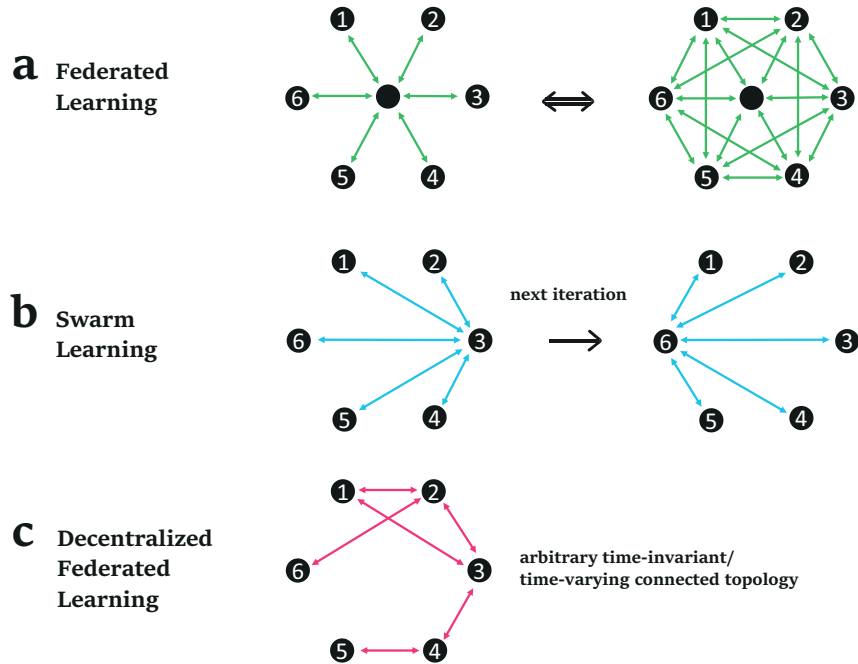 1 2 1 2
a Federated
Learning
6 3 6 3
5 4 5 4
1 2 1 2
next iteration
b Swarm
Learning
6 3 6 3
5 4 5 4
1 2
c Decentralized
Federated
Learning
6 3
arbitrary time-invariant/
time-varying connected topology
5 4